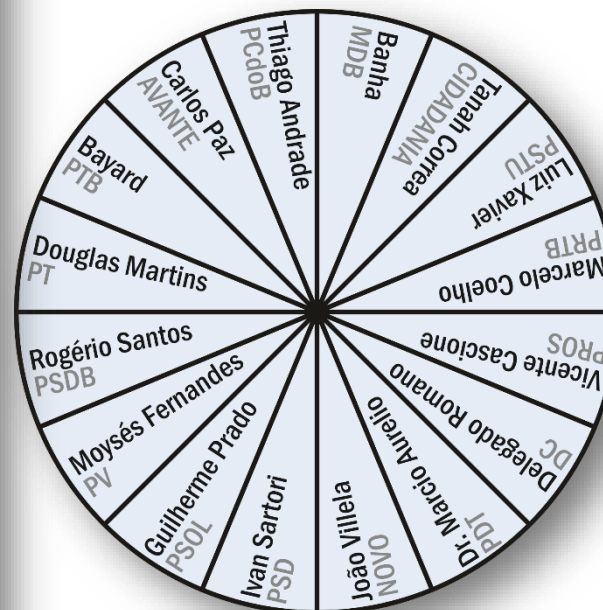 Banha
MDB
Tanah Correa
CIDADANIA
Luiz Xavier
PSTU
Marcelo Coelho
PRTB
Vicente Cascione
PROS
Delegado Romano
DC
Dr. Marcio Aurelio
PDT
João Villela
NOVO
Ivan Sartori
PSD
Guilherme Prado
PSOL
Moysés Fernandes
PV
Rogério Santos
PSDB
Douglas Martins
PT
Bayard
PTB
Carlos Paz
AVANTE
Thiago Andrade
PCdoB